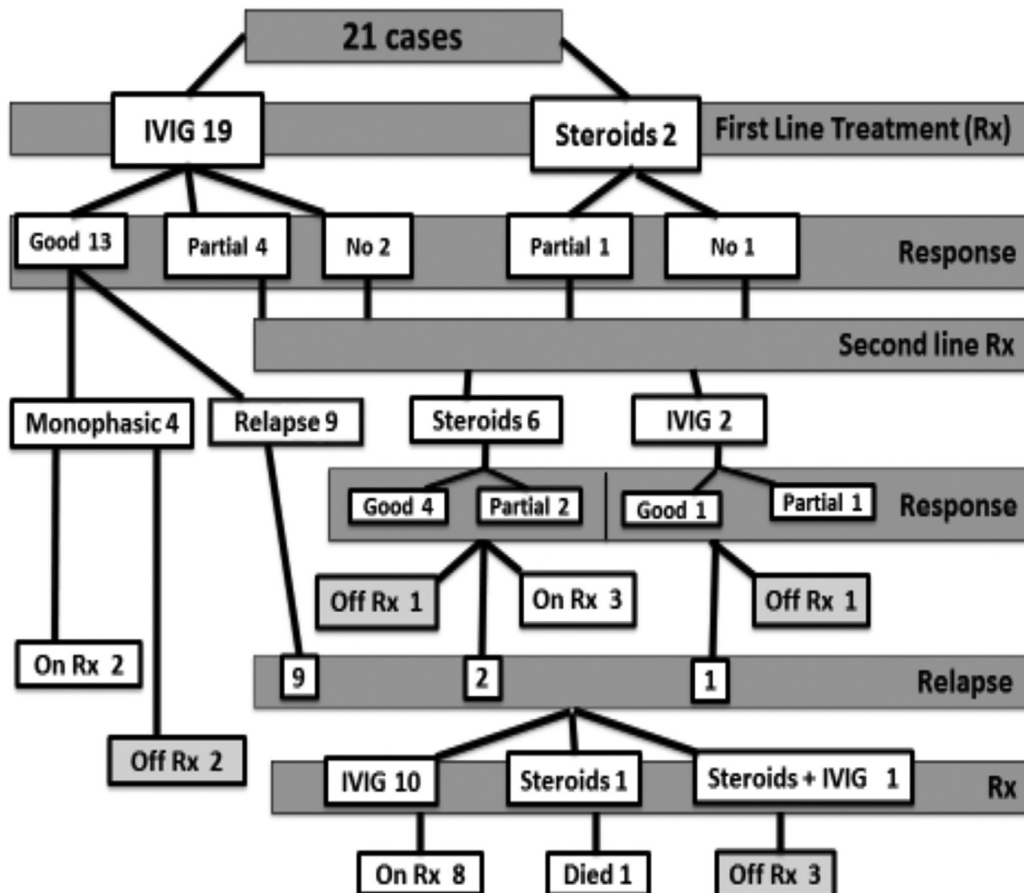 21 cases
IVIG 19
Steroids 2
First Line Treatment (Rx)
Good 13
Partial 4
No 2
Partial 1
No 1
Response
Second line Rx
Monophasic 4
Relapse 9
Steroids 6
IVIG 2
Good 4
Partial 2
Good 1
Partial 1
Response
Off Rx 1
On Rx 3
Off Rx 1
On Rx 2
9
2
1
Relapse
Off Rx 2
IVIG 10
Steroids 1
Steroids + IVIG 1
Rx
On Rx 8
Died 1
Off Rx 3